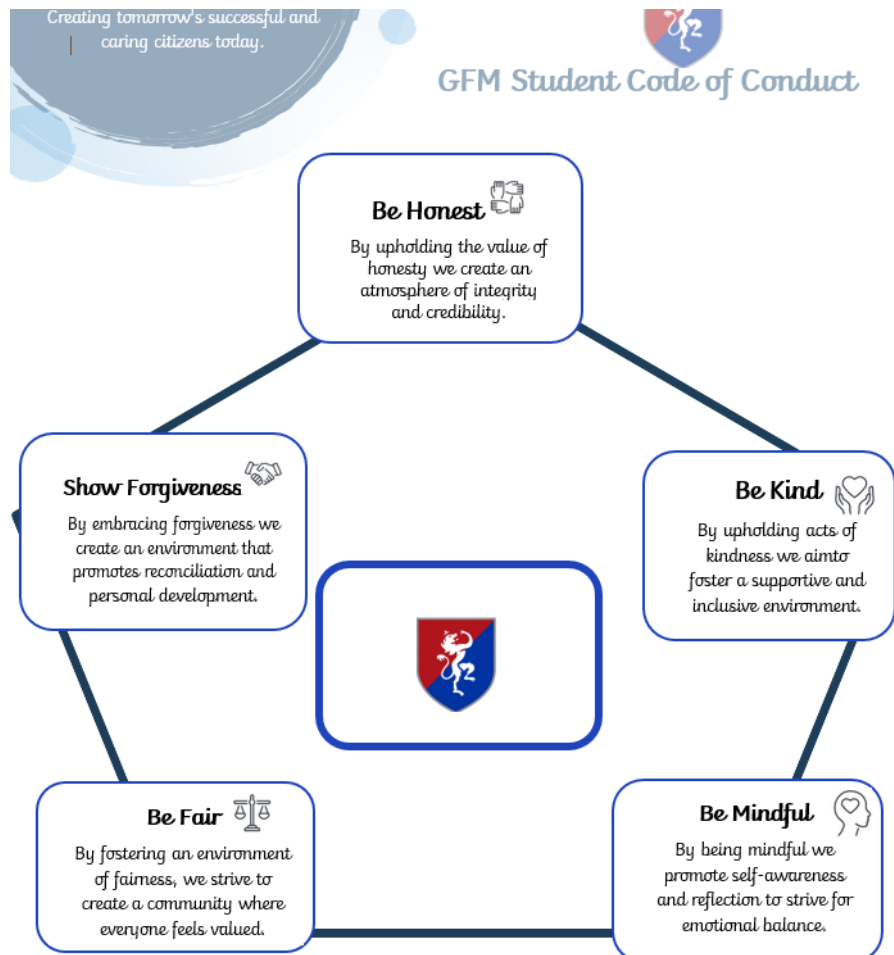 Creating tomorrow's successful and
caring citizens today.
GFM Student Code of Conduct
Be Honest
By upholding the value of
honesty we create an
atmosphere of integrity
and credibility.
Show Forgiveness
By embracing forgiveness we
create an environment that
promotes reconciliation and
personal development.
Be Kind
By upholding acts of
kindness we aimto
foster a supportive and
inclusive environment.
Be Fair
By fostering an environment
of fairness, we strive to
create a community where
everyone feels valued.
Be Mindful
By being mindful we
promote self-awareness
and reflection to strive for
emotional balance.